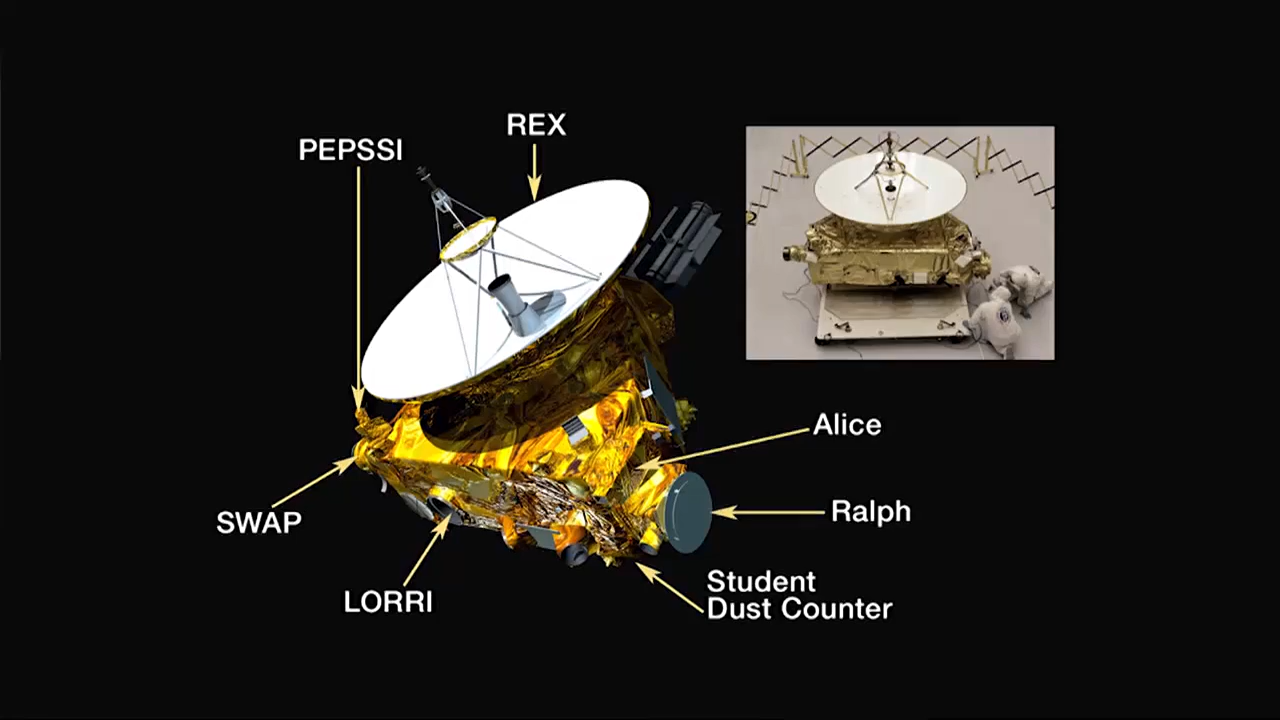 REX
PEPSSI
Alice
Ralph
SWAP
Student
Dust Counter
LORRI